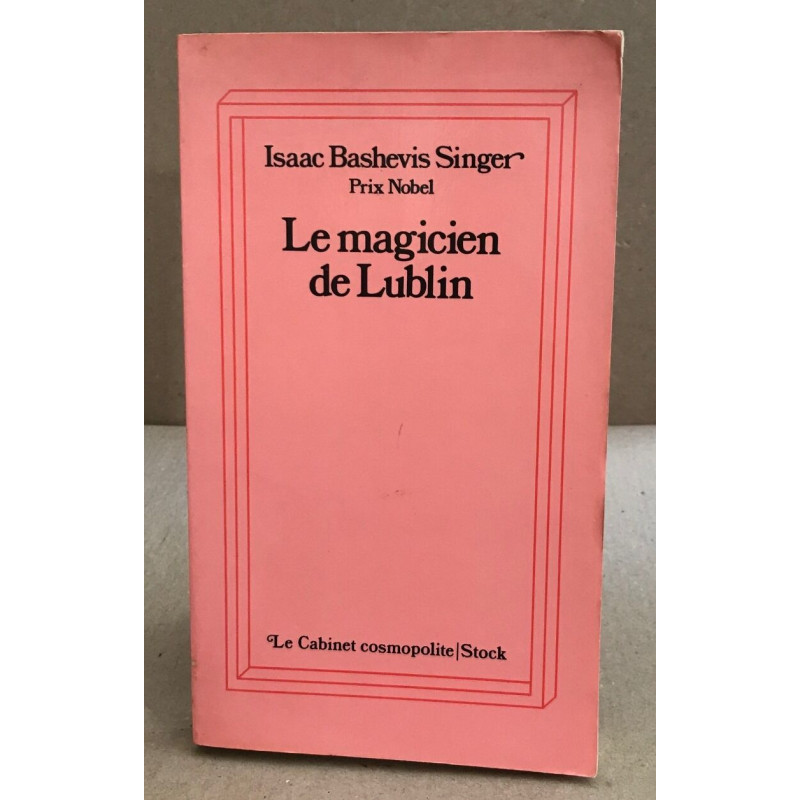 Isaac Bashevis Singer
Prix Nobel
Le magicien
de Lublin
Le Cabinet cosmopolite|Stock